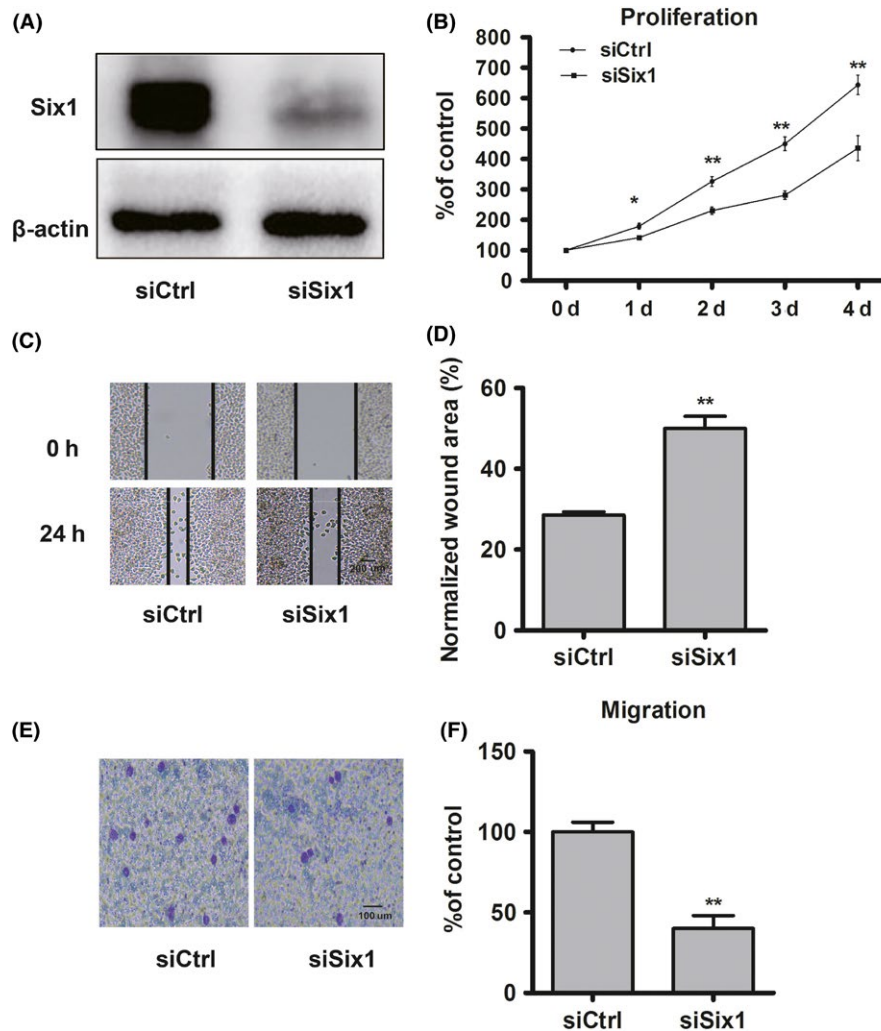 (A)
Six1
β-actin
siCtrl siSix1
(B)
Proliferation
siCtrl
siSix1
%of control
800
700
600
500
400
300
200
100
0
*
**
**
**
0 d 1 d 2 d 3 d 4 d
(C)
0 h
24 h
200 um
siCtrl siSix1
(D)
Normalized wound area (%)
60
40
20
0
**
siCtrl siSix1
(E)
100 um
siCtrl siSix1
(F)
Migration
%of control
150
100
50
0
**
siCtrl siSix1